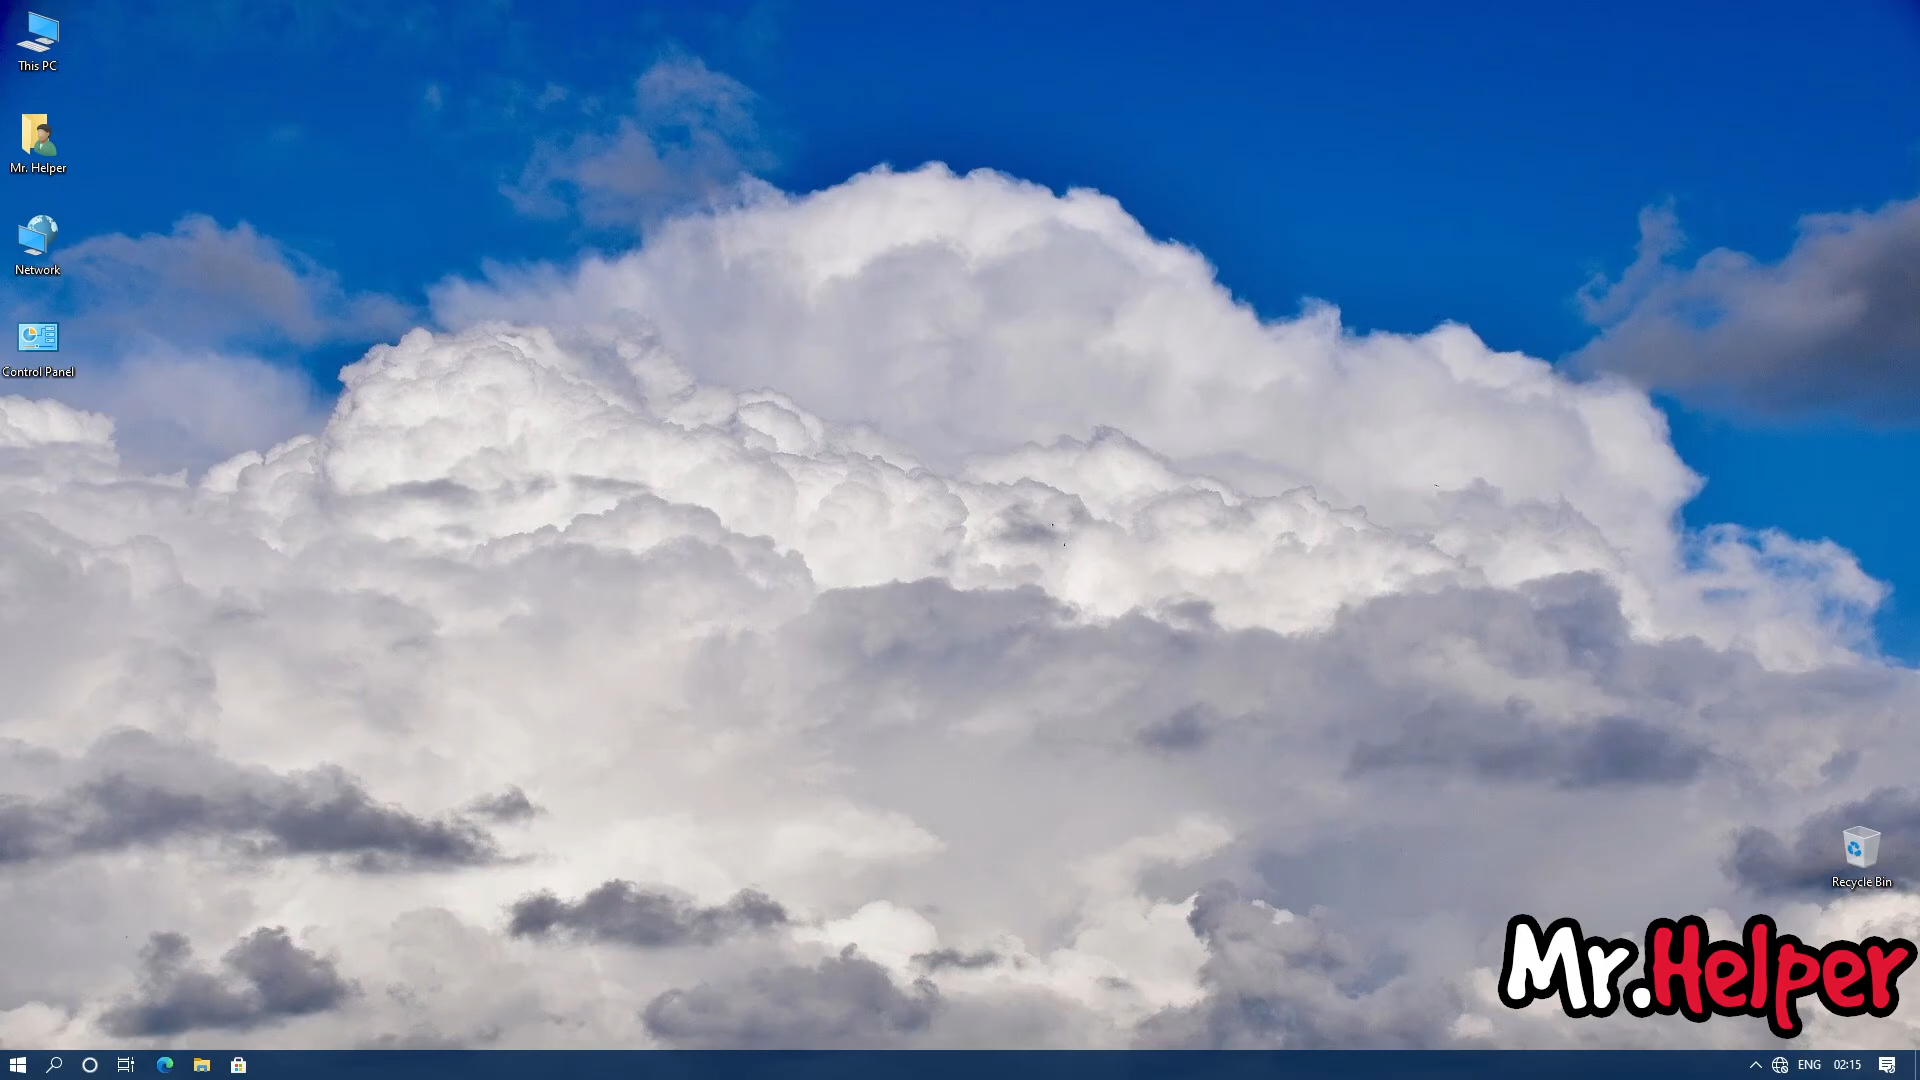 This PC
Mr. Helper
Network
Control Panel
Recycle Bin
Mr.Helper
ENG 02:15